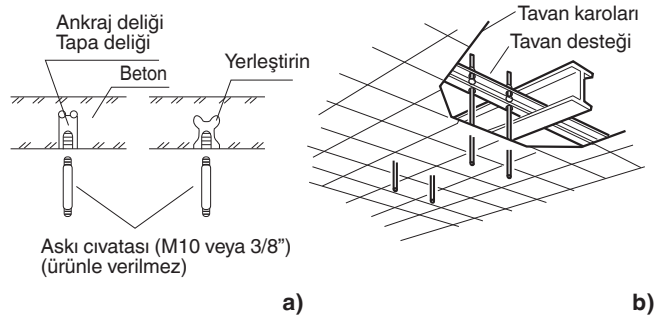 Ankraj deliği
Tapa deliği
Beton
Yerleştirin
Askı cıvatası (M10 veya 3/8”)
(ürünle verilmez)
a)
Tavan karoları
Tavan desteği
b)